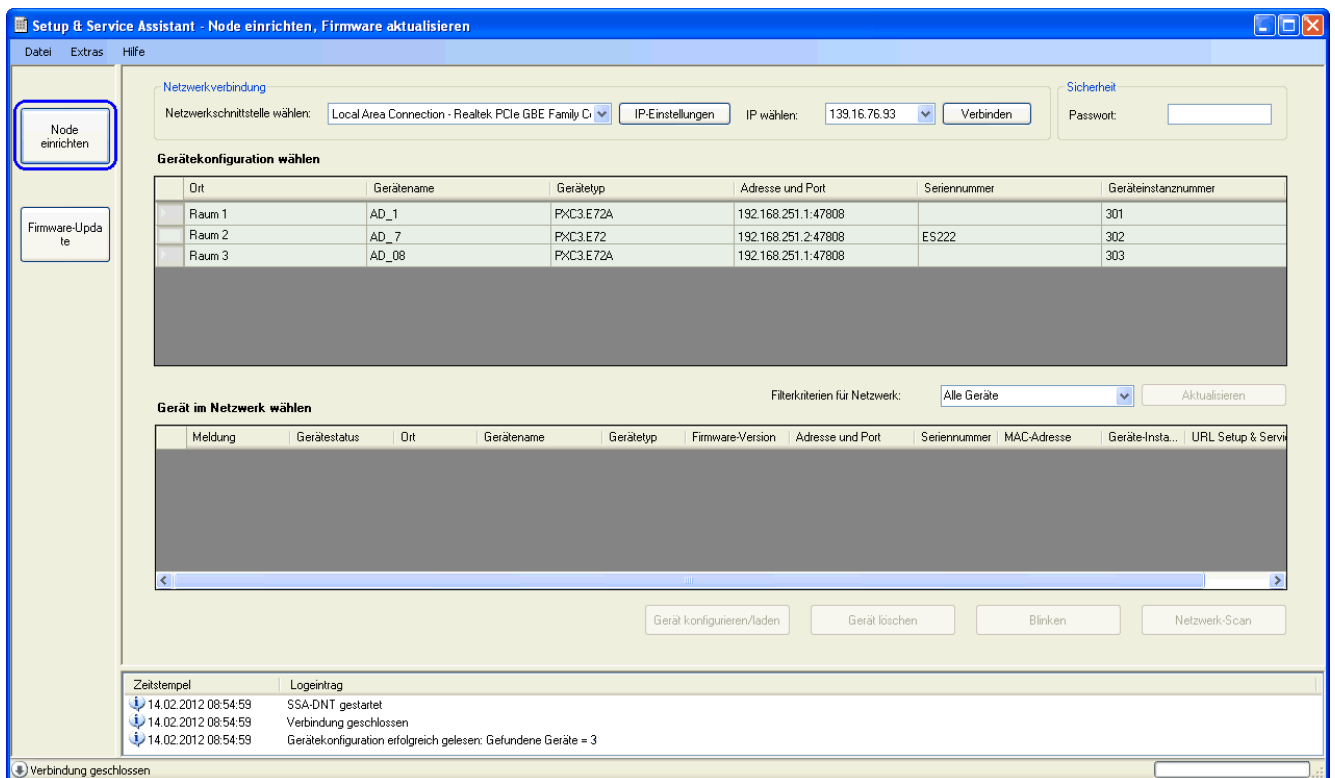 Setup & Service Assistant - Node einrichten, Firmware aktualisieren
Datei Extras Hilfe
Node
einrichten
Firmware-Upda
te
Netzwerkverbindung
Netzwerkschnittstelle wählen: Local Area Connection - Realtek PCIe GBE Family C IP-Einstellungen IP wählen: 139.16.76.93 Verbinden
Sicherheit
Passwort:
Gerätekonfiguration wählen
Ort Gerätename Gerätetyp Adresse und Port Seriennummer Geräteinstanznummer
Raum 1 AD_1 PXC3.E72A 192.168.251.1:47808 301
Raum 2 AD_7 PXC3.E72 192.168.251.2:47808 ES222 302
Raum 3 AD_08 PXC3.E72A 192.168.251.1:47808 303
Filterkriterien für Netzwerk: Alle Geräte Aktualisieren
Gerät im Netzwerk wählen
Meldung Gerätestatus Ort Gerätename Gerätetyp Firmware-Version Adresse und Port Seriennummer MAC-Adresse Geräte-Insta... URL Setup & Servi
Gerät konfigurieren/laden Gerät löschen Blinken Netzwerk-Scan
Zeitstempel Logeintrag
14.02.2012 08:54:59 SSA-DNT gestartet
14.02.2012 08:54:59 Verbindung geschlossen
14.02.2012 08:54:59 Gerätekonfiguration erfolgreich gelesen: Gefundene Geräte = 3
Verbindung geschlossen